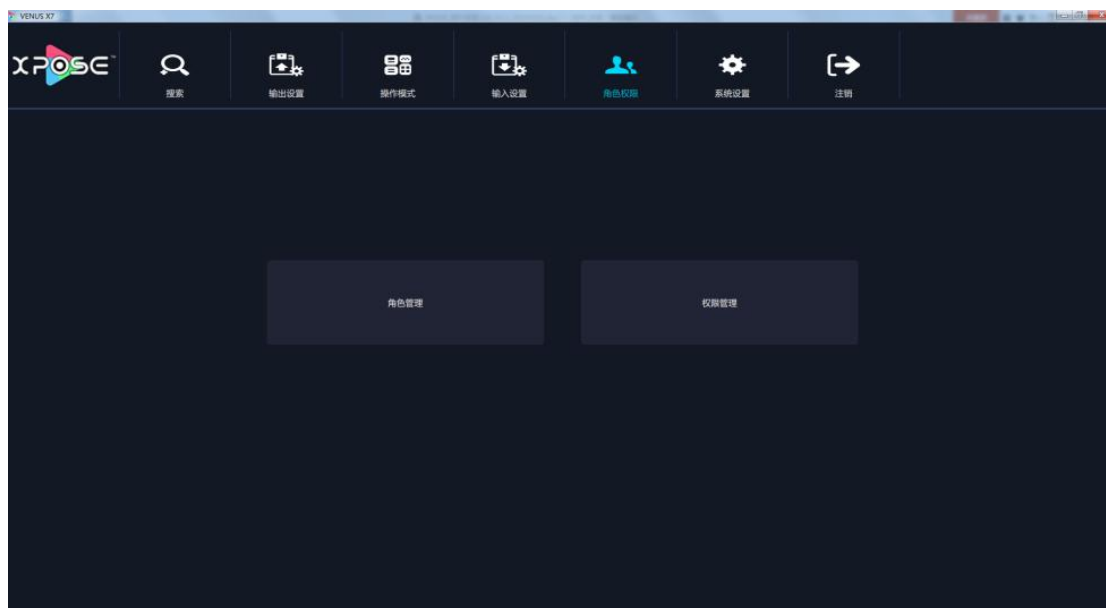 VENUS X7
XPOSE™
搜索
输出设置
操作模式
输入设置
角色权限
系统设置
注销
角色管理
权限管理